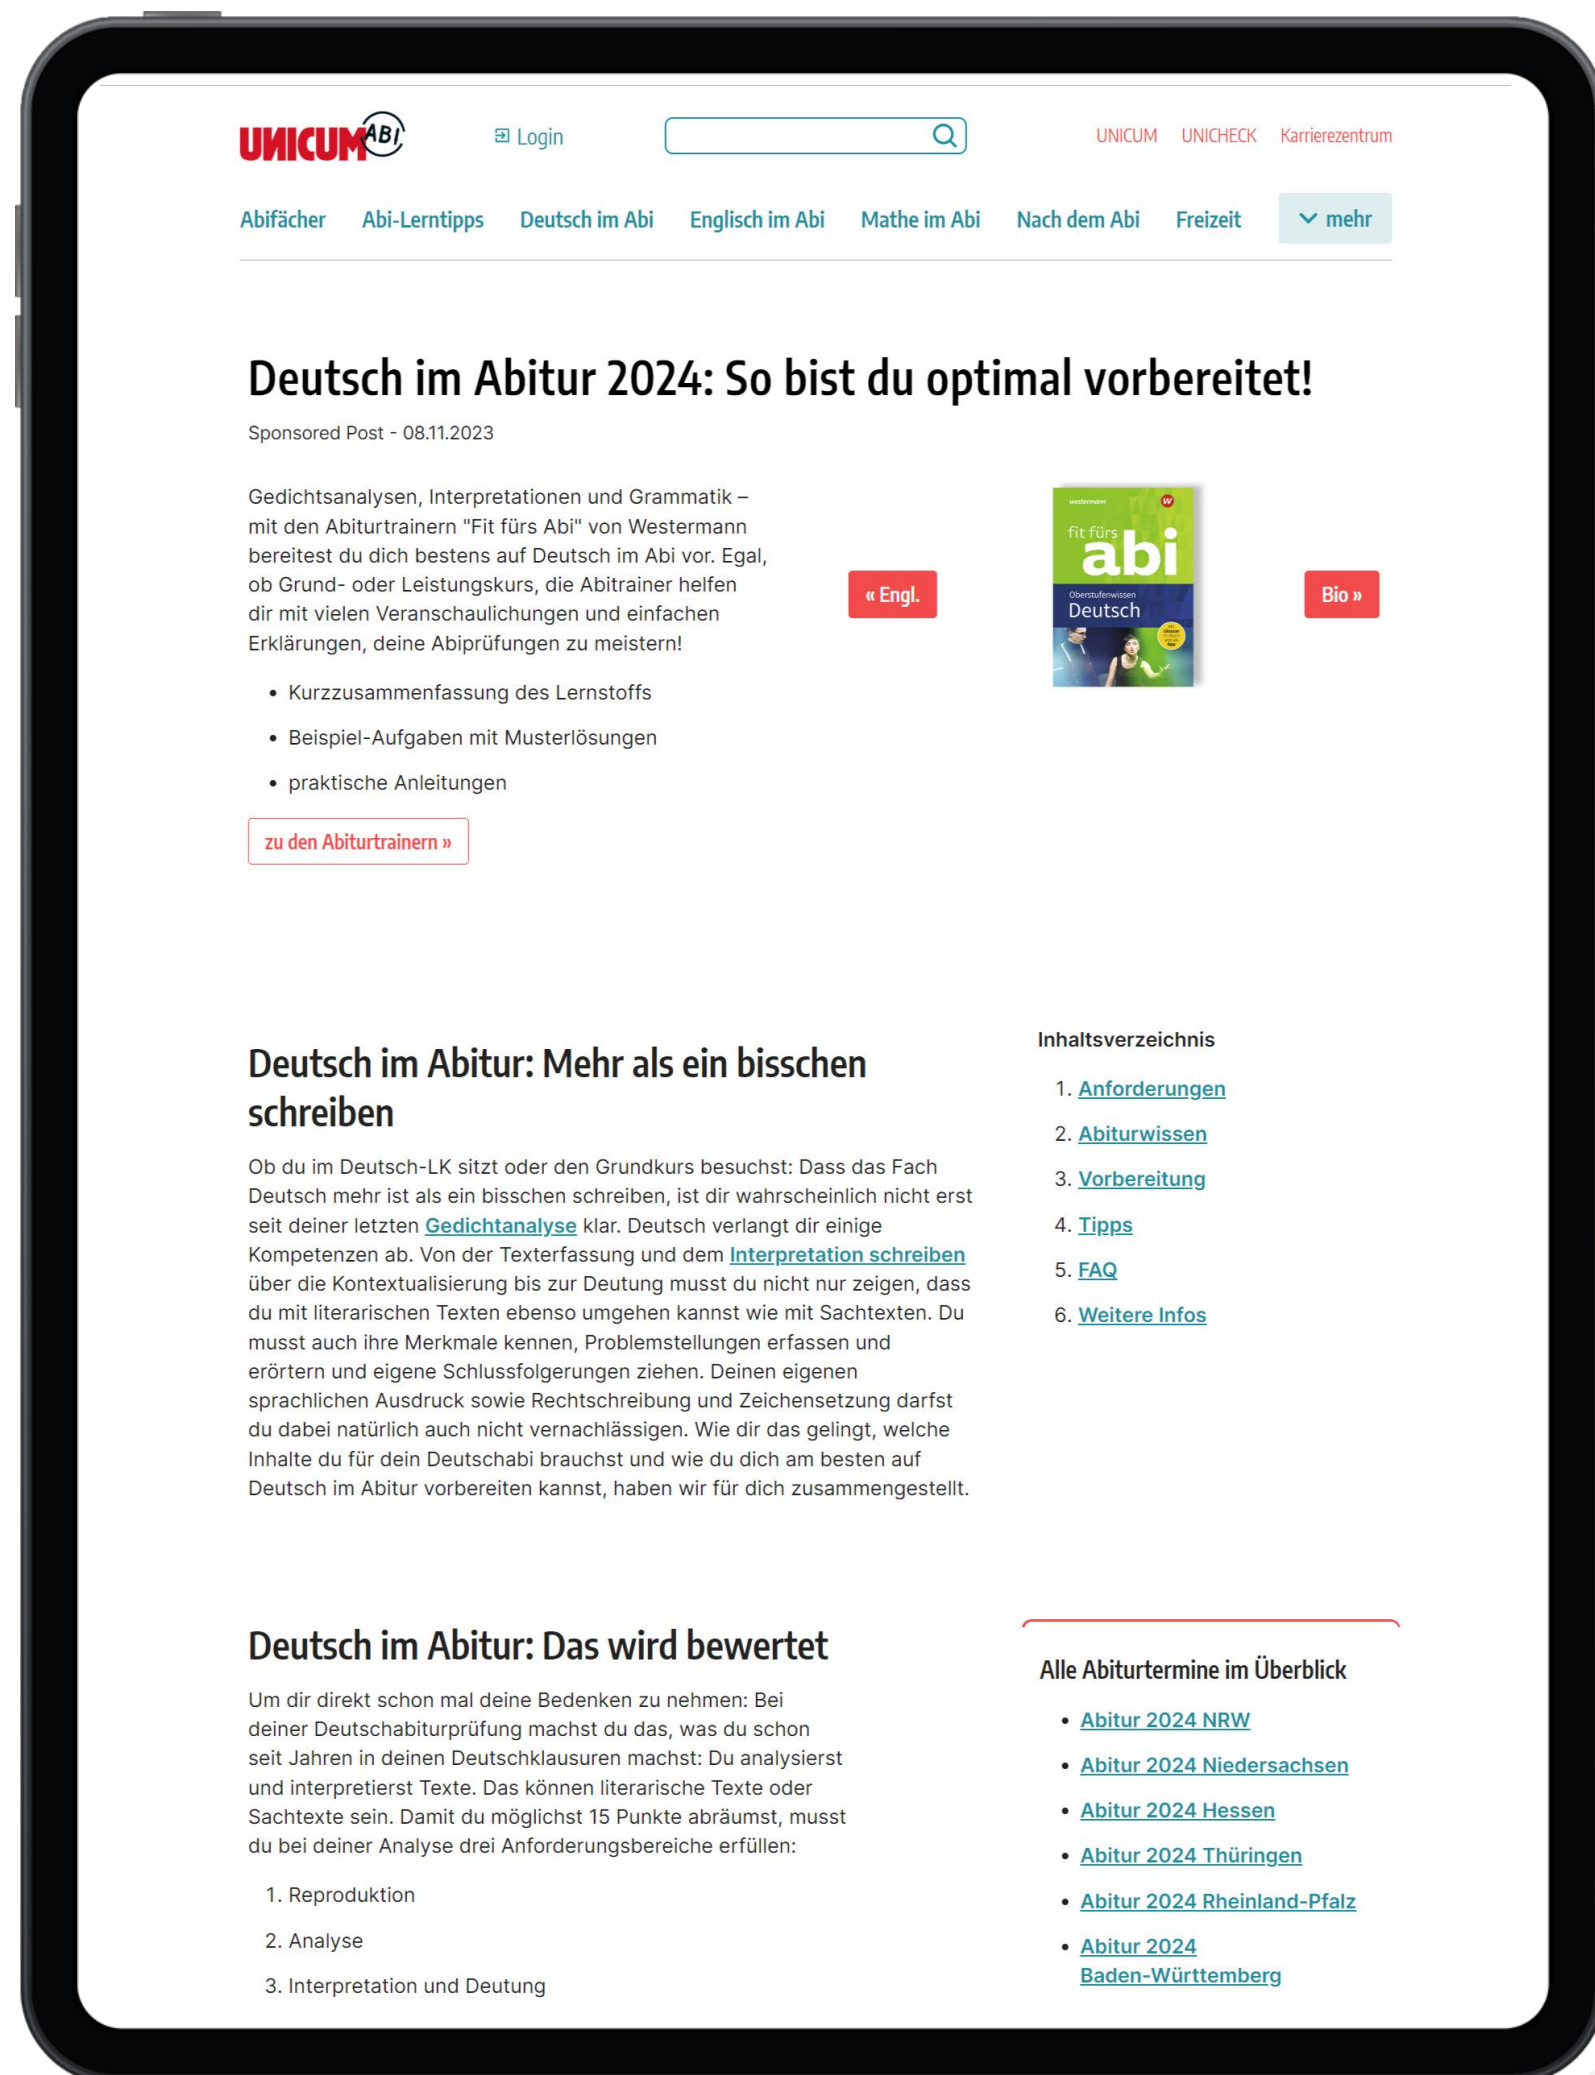 UNICUM ABI
Login
UNICUM UNICHECK Karrierezentrum
Abifächer Abi-Lerntipps Deutsch im Abi Englisch im Abi Mathe im Abi Nach dem Abi Freizeit mehr
Deutsch im Abitur 2024: So bist du optimal vorbereitet!
Sponsored Post - 08.11.2023
Gedichtsanalysen, Interpretationen und Grammatik –
mit den Abiturtrainern "Fit fürs Abi" von Westermann
bereitest du dich bestens auf Deutsch im Abi vor. Egal,
ob Grund- oder Leistungskurs, die Abitrainer helfen
dir mit vielen Veranschaulichungen und einfachen
Erklärungen, deine Abiprüfungen zu meistern!
• Kurzzusammenfassung des Lernstoffs
• Beispiel-Aufgaben mit Musterlösungen
• praktische Anleitungen
zu den Abiturtrainern »
« Engl.
westermann W
fit fürs
abi
Oberstufenwissen
Deutsch
Bio »
Deutsch im Abitur: Mehr als ein bisschen
schreiben
Ob du im Deutsch-LK sitzt oder den Grundkurs besuchst: Dass das Fach
Deutsch mehr ist als ein bisschen schreiben, ist dir wahrscheinlich nicht erst
seit deiner letzten Gedichtanalyse klar. Deutsch verlangt dir einige
Kompetenzen ab. Von der Texterfassung und dem Interpretation schreiben
über die Kontextualisierung bis zur Deutung musst du nicht nur zeigen, dass
du mit literarischen Texten ebenso umgehen kannst wie mit Sachtexten. Du
musst auch ihre Merkmale kennen, Problemstellungen erfassen und
erörtern und eigene Schlussfolgerungen ziehen. Deinen eigenen
sprachlichen Ausdruck sowie Rechtschreibung und Zeichensetzung darfst
du dabei natürlich auch nicht vernachlässigen. Wie dir das gelingt, welche
Inhalte du für dein Deutschabi brauchst und wie du dich am besten auf
Deutsch im Abitur vorbereiten kannst, haben wir für dich zusammengestellt.
Inhaltsverzeichnis
1. Anforderungen
2. Abiturwissen
3. Vorbereitung
4. Tipps
5. FAQ
6. Weitere Infos
Deutsch im Abitur: Das wird bewertet
Um dir direkt schon mal deine Bedenken zu nehmen: Bei
deiner Deutschabiturprüfung machst du das, was du schon
seit Jahren in deinen Deutschklausuren machst: Du analysierst
und interpretierst Texte. Das können literarische Texte oder
Sachtexte sein. Damit du möglichst 15 Punkte abräumst, musst
du bei deiner Analyse drei Anforderungsbereiche erfüllen:
1. Reproduktion
2. Analyse
3. Interpretation und Deutung
Alle Abiturtermine im Überblick
• Abitur 2024 NRW
• Abitur 2024 Niedersachsen
• Abitur 2024 Hessen
• Abitur 2024 Thüringen
• Abitur 2024 Rheinland-Pfalz
• Abitur 2024
Baden-Württemberg